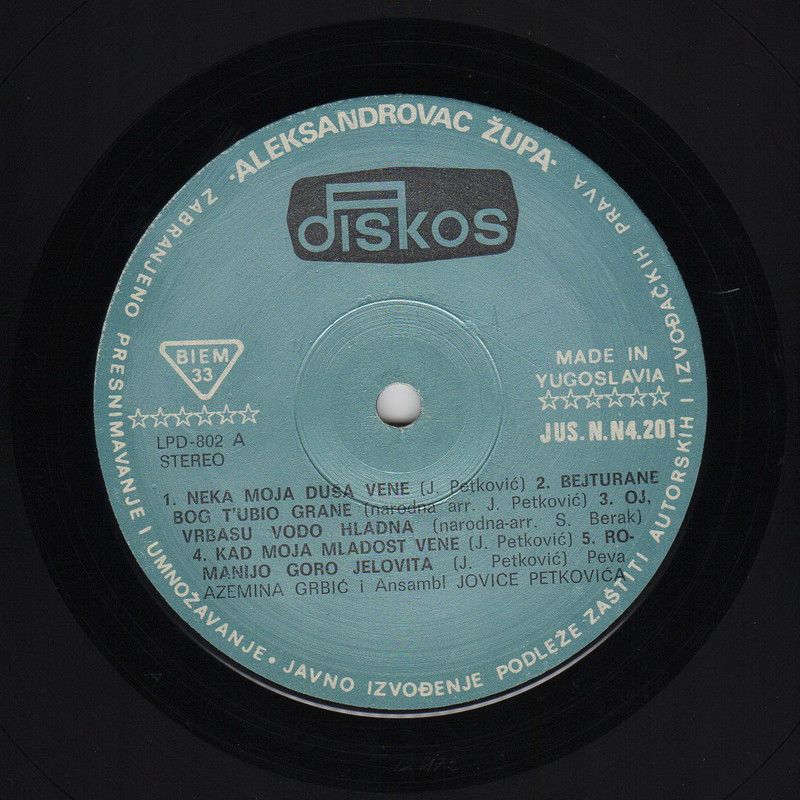 ALEKSANDROVAC ŽUPA
diskos
BIEM
33
MADE IN
YUGOSLAVIA
JUS.N.N4.201
LPD-802 A
STEREO
1. NEKA MOJA DUŠA VENE (J. Petković) 2. BEJTURANE
BOG T'UBIO GRANE (narodna arr. J. Petković) 3. OJ,
VRBASU VODO HLADNA (narodna-arr. S. Berak)
4. KAD MOJA MLADOST VENE (J. Petković) 5. RO-
MANIJO GORO JELOVITA (J. Petković) Peva
AZEMINA GRBIĆ i Ansambl JOVICE PETKOVIĆA
ZABRANJENO PRESNIMAVANJE I UMNOŽAVANJE • JAVNO IZVOĐENJE PODLEŽE ZAŠTITI AUTORSKIH I IZVOĐAČKIH PRAVA